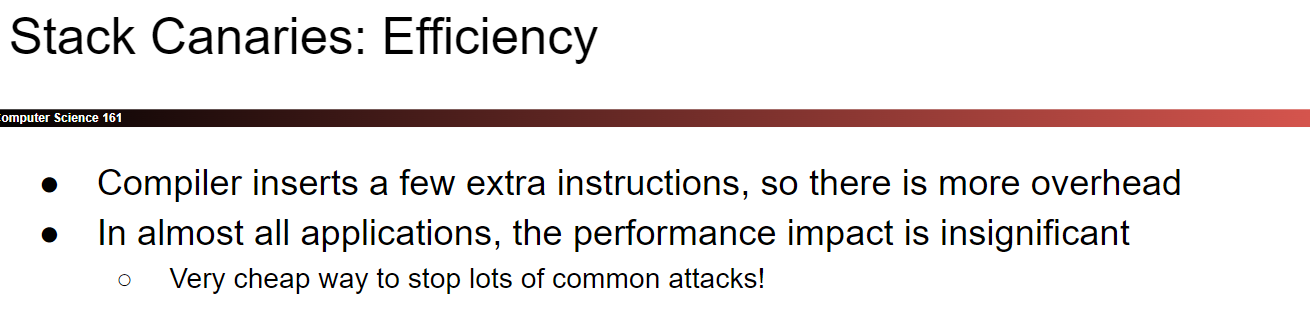 Stack Canaries: Efficiency
omputer Science 161
● Compiler inserts a few extra instructions, so there is more overhead
● In almost all applications, the performance impact is insignificant
○ Very cheap way to stop lots of common attacks!